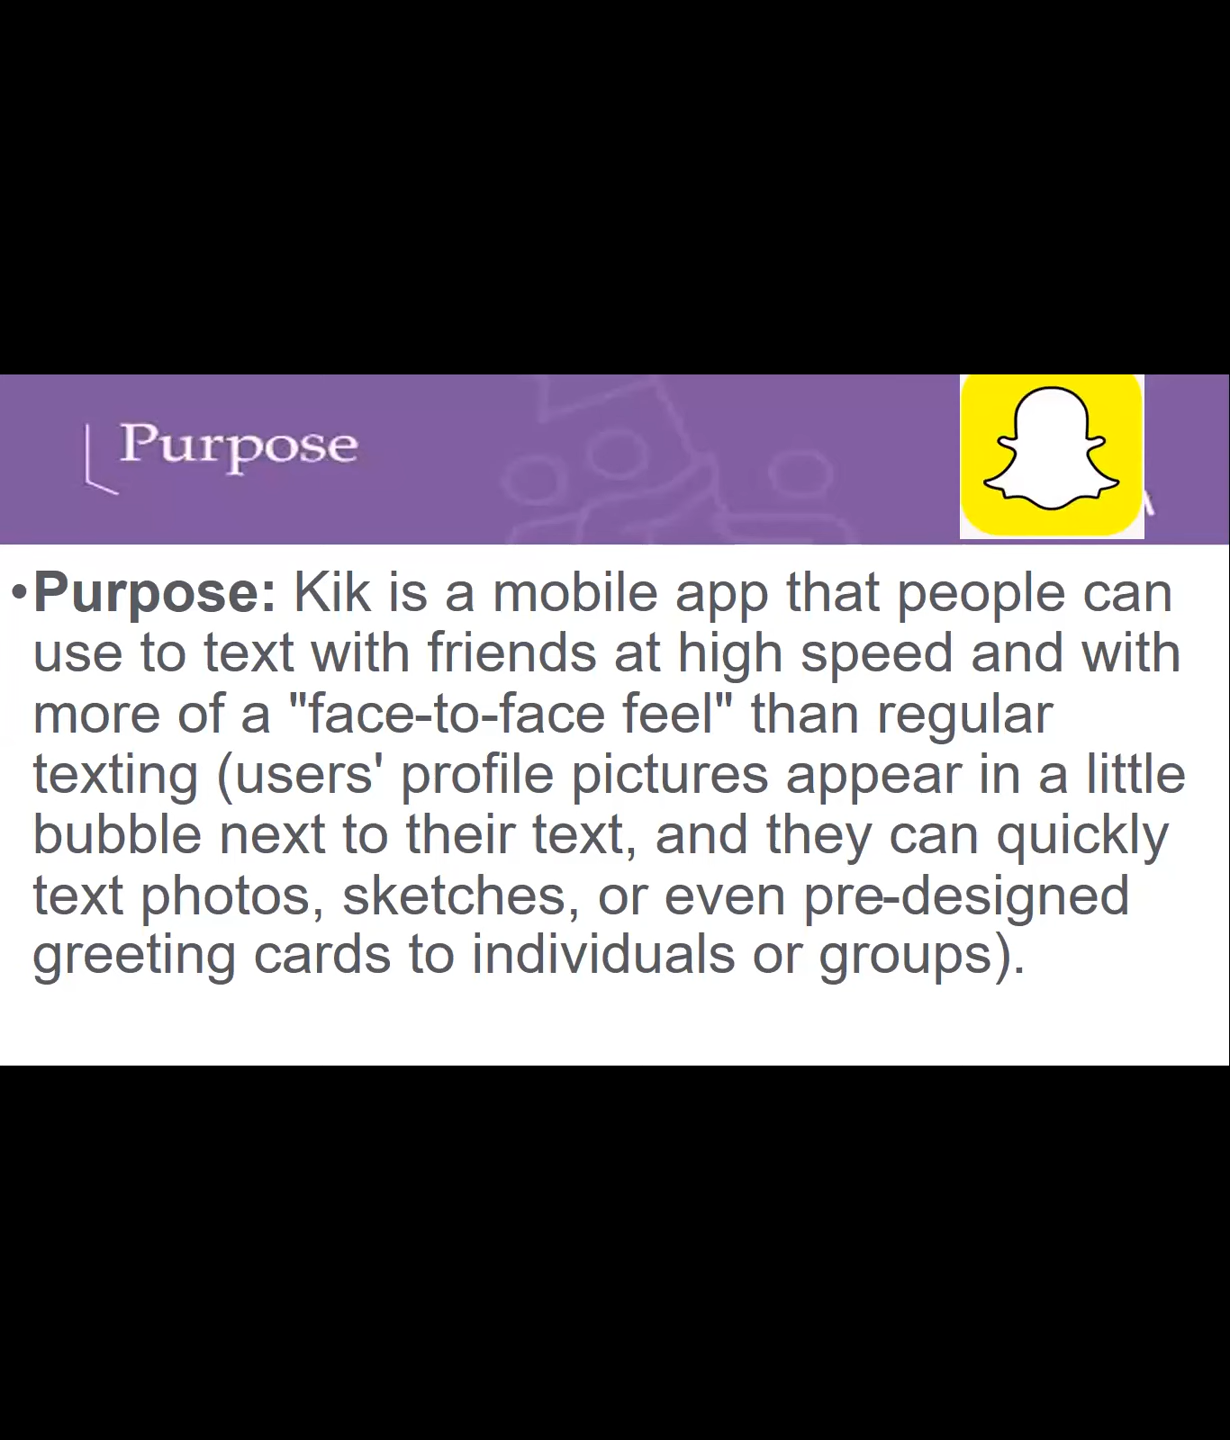 Purpose
•Purpose: Kik is a mobile app that people can
use to text with friends at high speed and with
more of a "face-to-face feel" than regular
texting (users' profile pictures appear in a little
bubble next to their text, and they can quickly
text photos, sketches, or even pre-designed
greeting cards to individuals or groups).